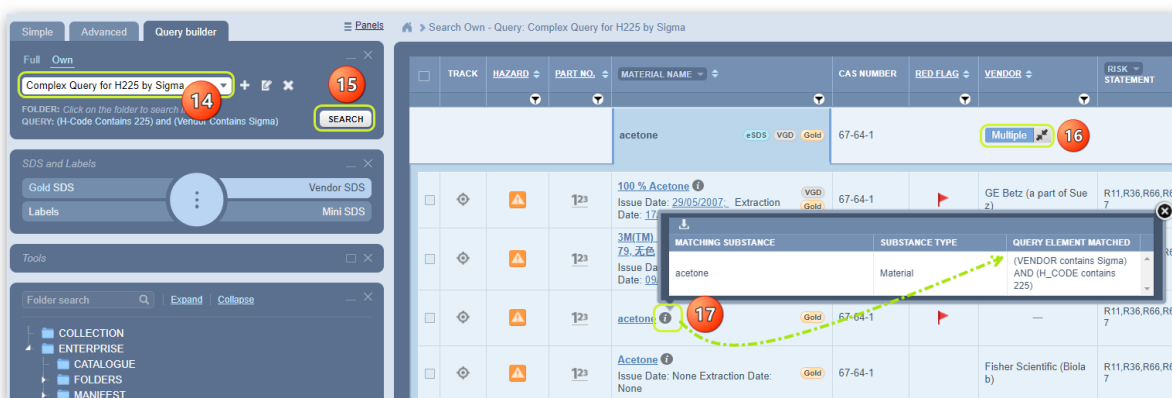 Simple Advanced Query builder Panels
Search Own - Query: Complex Query for H225 by Sigma
Full Own
Complex Query for H225 by Sigma
14
15
FOLDER: Click on the folder to search
QUERY: (H-Code Contains 225) and (Vendor Contains Sigma)
SEARCH
SDS and Labels
Gold SDS Vendor SDS
Labels Mini SDS
Tools
Folder search Expand Collapse
COLLECTION
ENTERPRISE
CATALOGUE
FOLDERS
MANIFEST
TRACK HAZARD PART NO. MATERIAL NAME CAS NUMBER RED FLAG VENDOR RISK STATEMENT
acetone eSDS VGD Gold 67-64-1 Multiple 16
100 % Acetone VGD Gold 67-64-1 GE Betz (a part of Sue z) R11,R36,R66,R6 7
Issue Date: 29/05/2007; Extraction
Date: 17/
123
3M(TM)
79, 无色
Issue Da
Date: 09
123
MATCHING SUBSTANCE SUBSTANCE TYPE QUERY ELEMENT MATCHED
acetone Material (VENDOR contains Sigma)
AND (H_CODE contains
225)
123 acetone 17 Gold 67-64-1 — R11,R36,R66,R6 7
Acetone
123 Issue Date: None Extraction Date: Gold 67-64-1 Fisher Scientific (Biola b) R11,R36,R66,R6 7
None